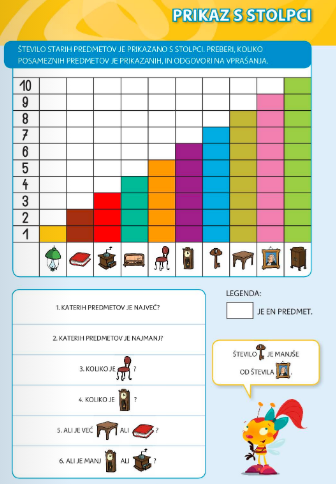 PRIKAZ S STOLPCI
ŠTEVILO STARIH PREDMETOV JE PRIKAZANO S STOLPCI. PREBERI, KOLIKO
POSAMEZNIH PREDMETOV JE PRIKAZANIH, IN ODGOVORI NA VPRAŠANJA.
10
9
8
7
6
5
4
3
2
1
1. KATERIH PREDMETOV JE NAJVEČ?
2. KATERIH PREDMETOV JE NAJMANJ?
3. KOLIKO JE ?
4. KOLIKO JE ?
5. ALI JE VEČ ALI ?
6. ALI JE MANJ ALI ?
LEGENDA:
JE EN PREDMET.
ŠTEVILO JE MANJŠE
OD ŠTEVILA